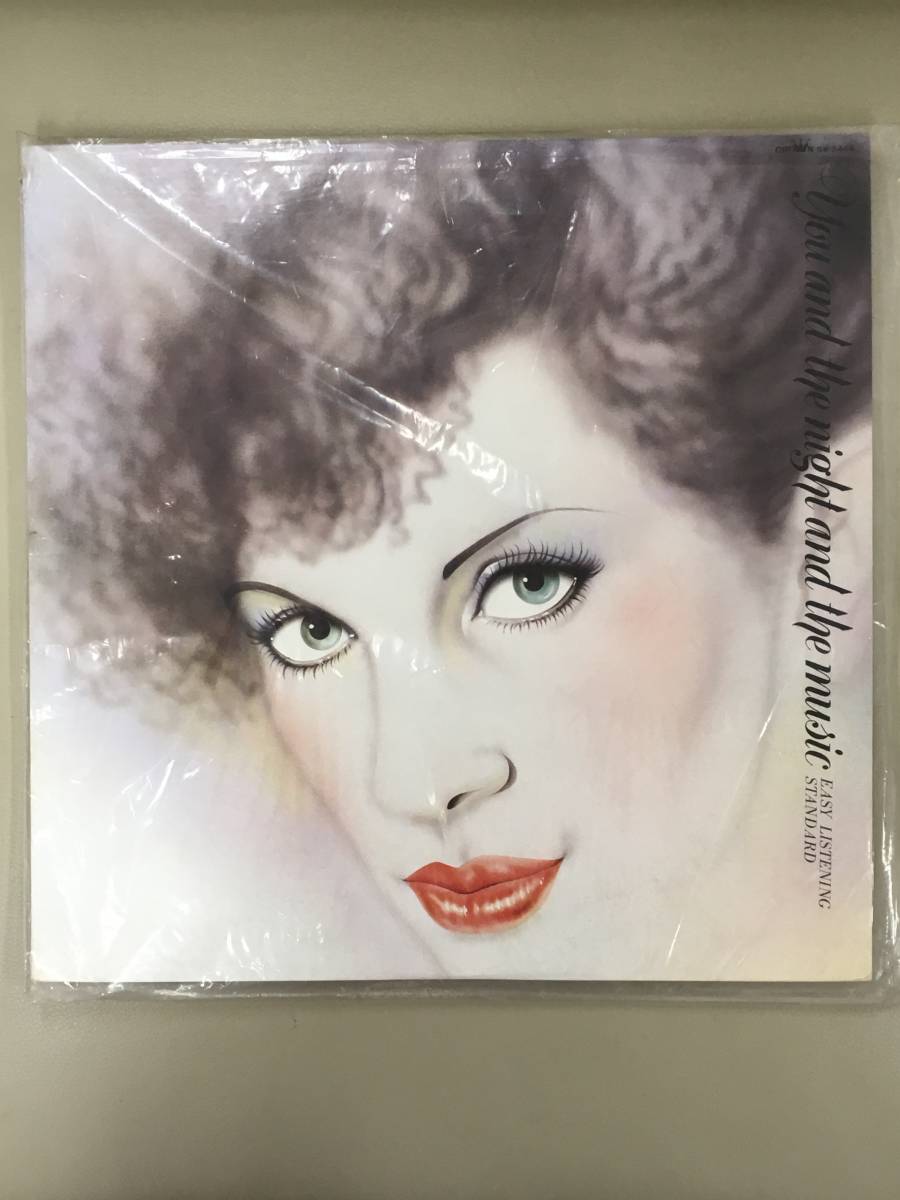 You and the night and the music
EASY LISTENING
STANDARD